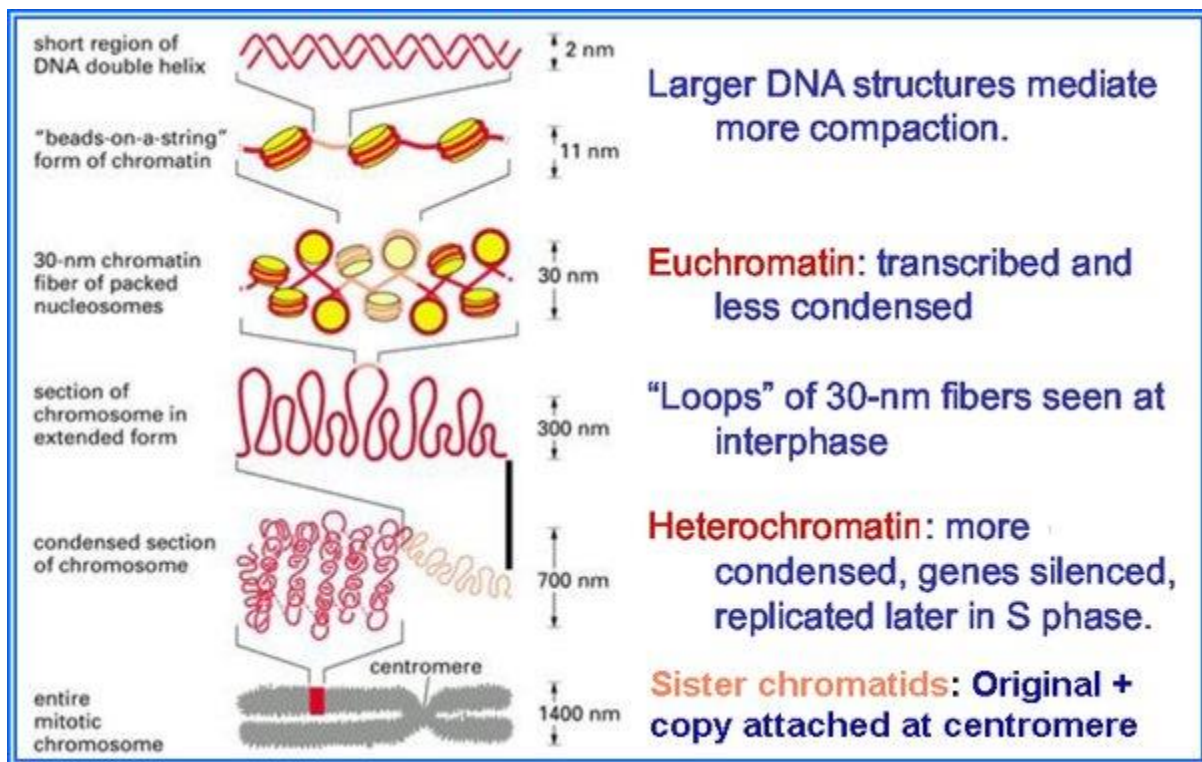 short region of
DNA double helix
2 nm
Larger DNA structures mediate
more compaction.
"beads-on-a-string"
form of chromatin
11 nm
30-nm chromatin
fiber of packed
nucleosomes
30 nm
Euchromatin: transcribed and
less condensed
section of
chromosome in
extended form
300 nm
"Loops" of 30-nm fibers seen at
interphase
condensed section
of chromosome
700 nm
Heterochromatin: more
condensed, genes silenced,
replicated later in S phase.
centromere
entire
mitotic
chromosome
1400 nm
Sister chromatids: Original +
copy attached at centromere